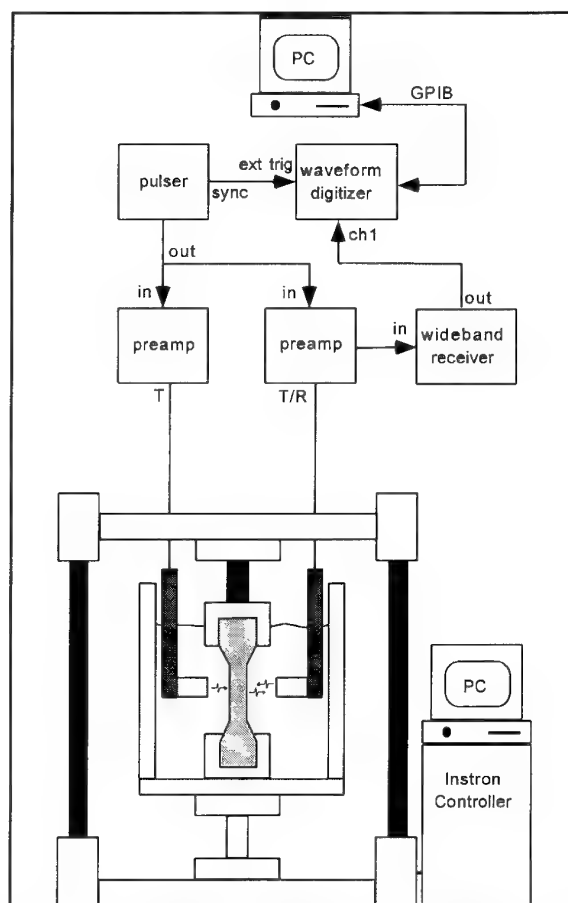 PC
GPIB
pulser
ext trig
sync
waveform
digitizer
out
ch1
in
in
out
preamp
preamp
in
wideband
receiver
T
T/R
PC
Instron
Controller